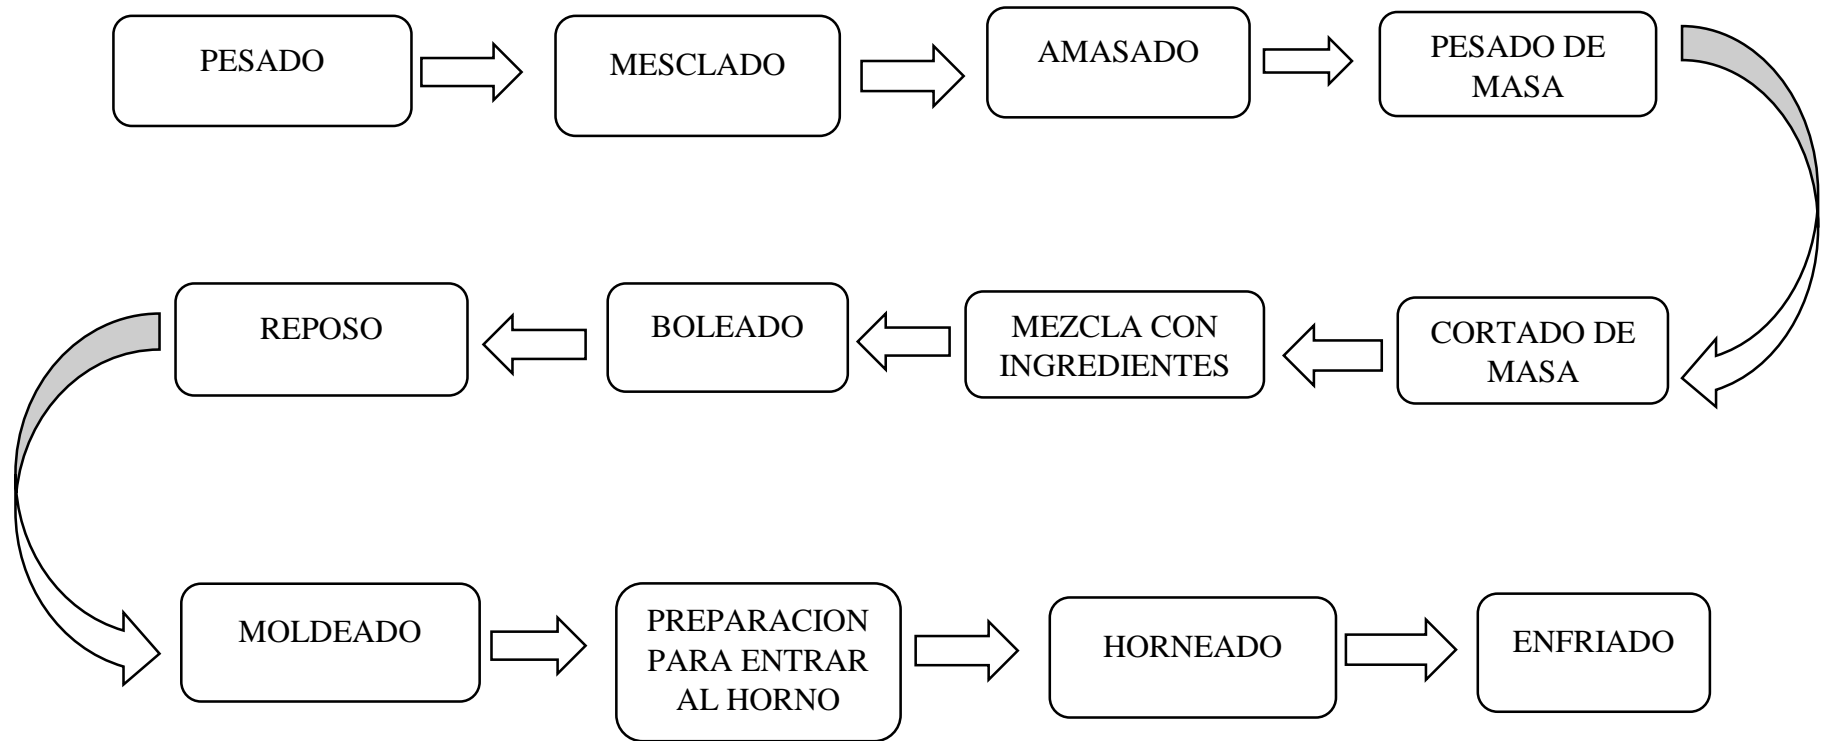 PESADO
MESCLADO
AMASADO
PESADO DE
MASA
CORTADO DE
MASA
MEZCLA CON
INGREDIENTES
BOLEADO
REPOSO
MOLDEADO
PREPARACION
PARA ENTRAR
AL HORNO
HORNEADO
ENFRIADO